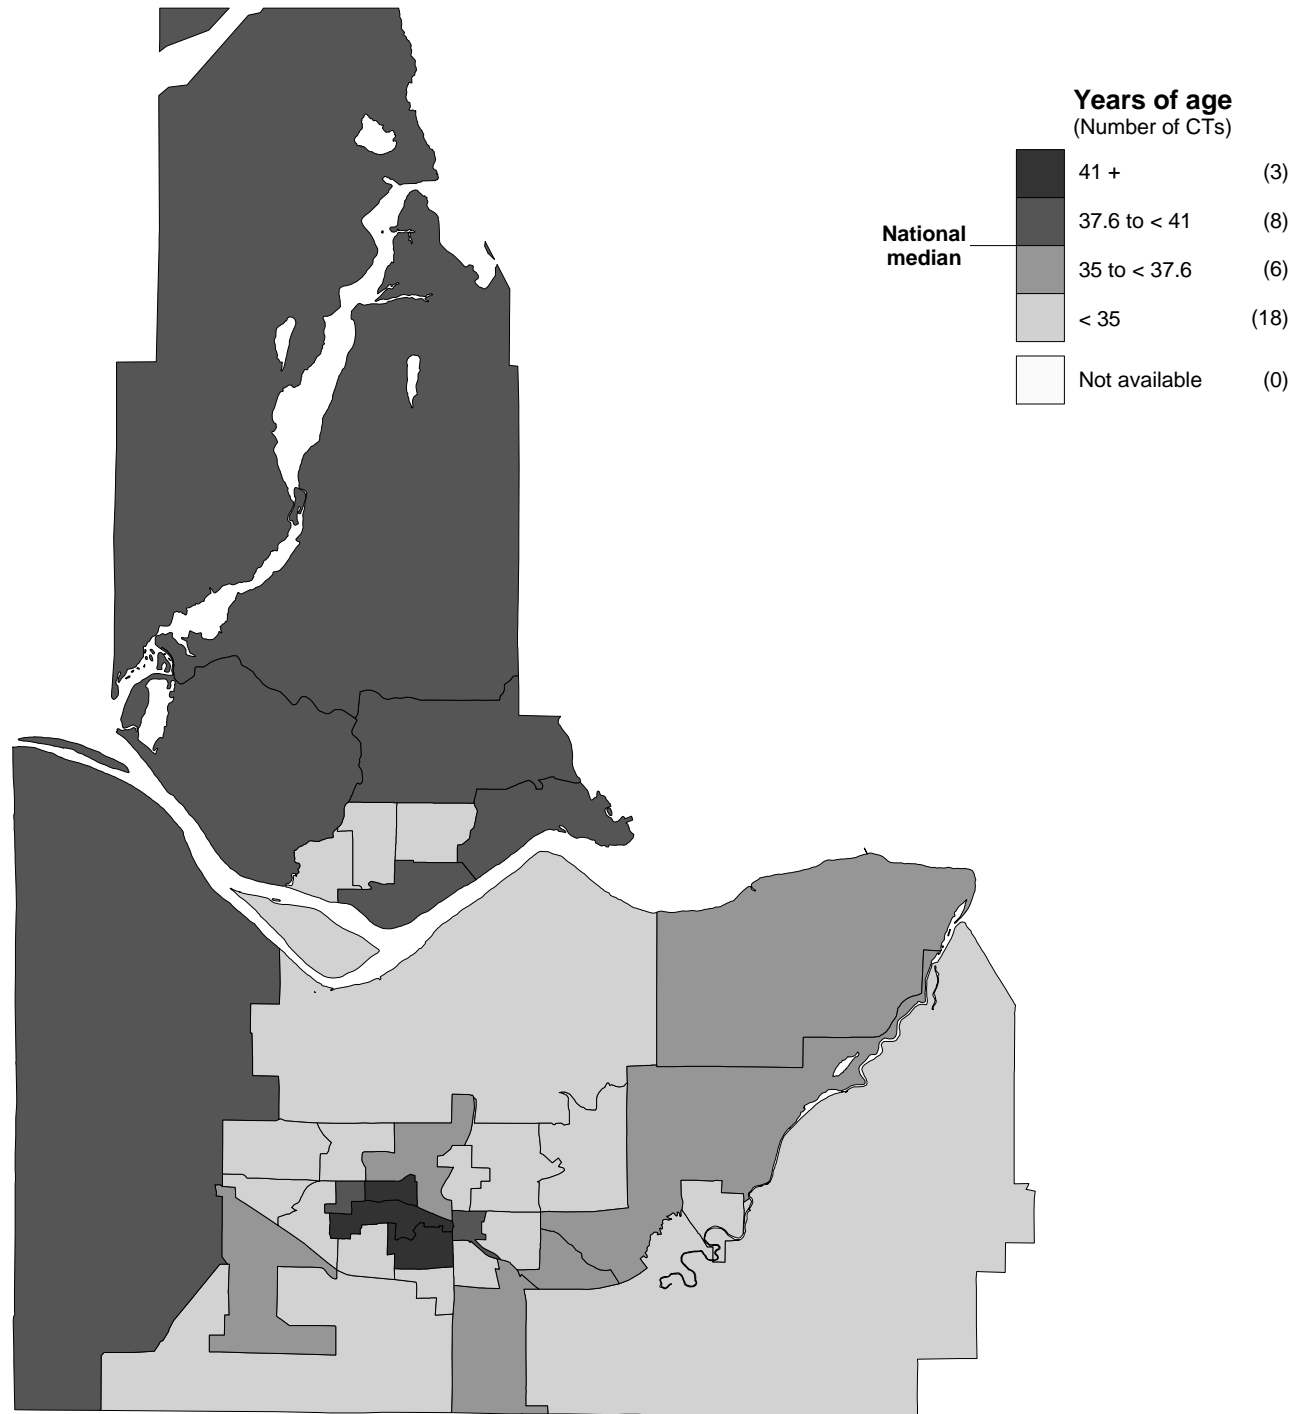 Years of age
(Number of CTs)
41 + (3)
37.6 to < 41 (8)
National
median
35 to < 37.6 (6)
< 35 (18)
Not available (0)